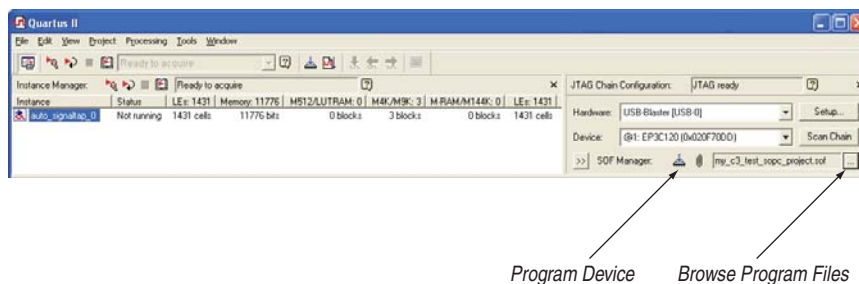 Quartus II
File Edit View Project Processing Tools Window
Ready to acquire
Instance Manager: Ready to acquire
Instance Status LEs: 1431 Memory: 11776 M512/LUTRAM: 0 M4K/M9K: 3 M-RAM/M144K: 0 LEs: 1431
auto_signaltap_0 Not running 1431 cells 11776 bits 0 blocks 3 blocks 0 blocks 1431 cells
JTAG Chain Configuration: JTAG ready
Hardware: USB-Blaster [USB-0] Setup...
Device: @1: EP3C120 (0x020F70DD) Scan Chain
>> SOF Manager: my_c3_test_sopc_project.sof ...
Program Device Browse Program Files